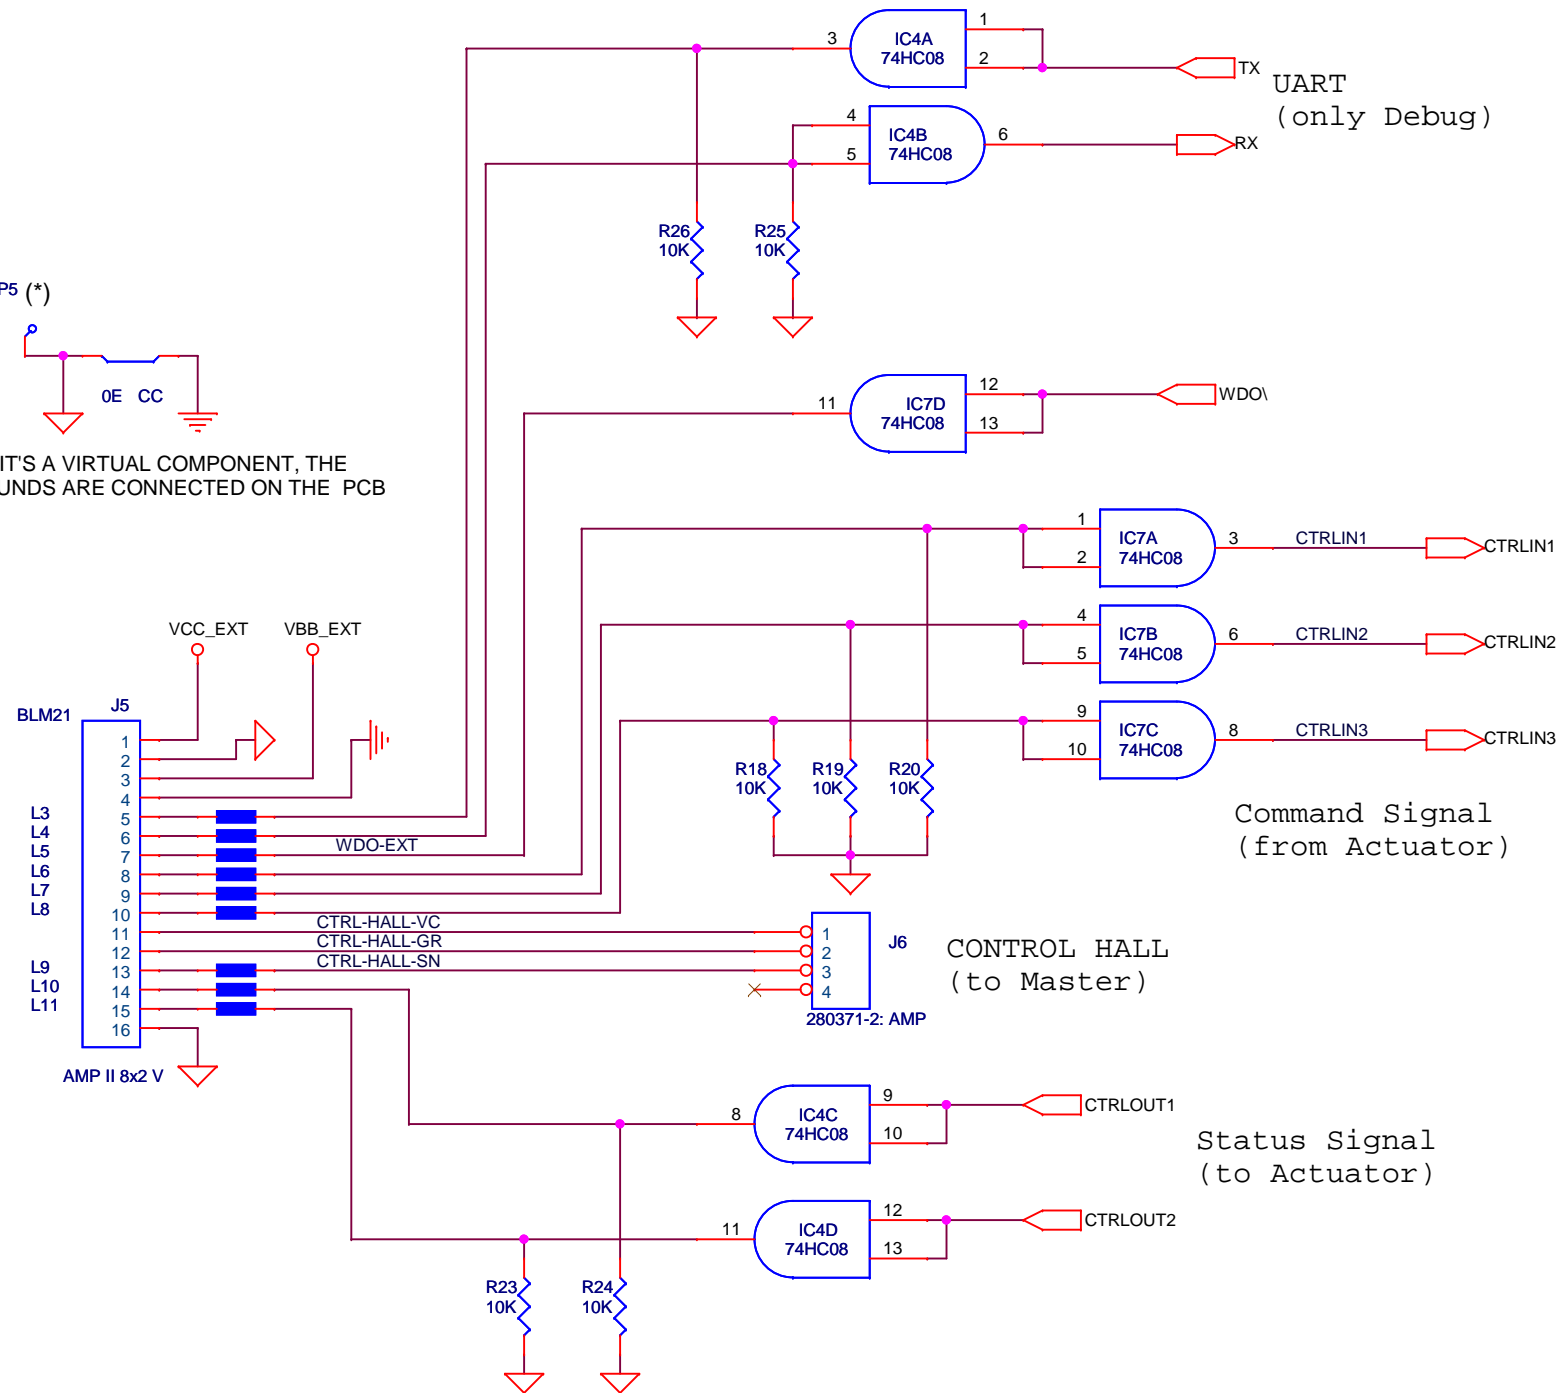 1
3
IC4A
74HC08
2
TX
UART
(only Debug)
4
IC4B
74HC08
6
RX
5
R26
10K
R25
10K
P5 (*)
0E CC
12
11
IC7D
74HC08
WDO\
13
IT'S A VIRTUAL COMPONENT, THE
UNDS ARE CONNECTED ON THE PCB
1
IC7A
74HC08
3
CTRLIN1
CTRLIN1
2
4
IC7B
74HC08
6
CTRLIN2
CTRLIN2
5
9
IC7C
74HC08
8
CTRLIN3
CTRLIN3
10
VCC_EXT
VBB_EXT
BLM21
J5
1
2
3
4
5
6
7
8
9
10
11
12
13
14
15
16
L3
L4
L5
L6
L7
L8
L9
L10
L11
AMP II 8x2 V
WDO-EXT
R18
10K
R19
10K
R20
10K
Command Signal
(from Actuator)
CTRL-HALL-VC
CTRL-HALL-GR
CTRL-HALL-SN
1
2
3
4
J6
280371-2: AMP
CONTROL HALL
(to Master)
9
8
IC4C
74HC08
10
CTRLOUT1
Status Signal
(to Actuator)
12
11
IC4D
74HC08
13
CTRLOUT2
R23
10K
R24
10K